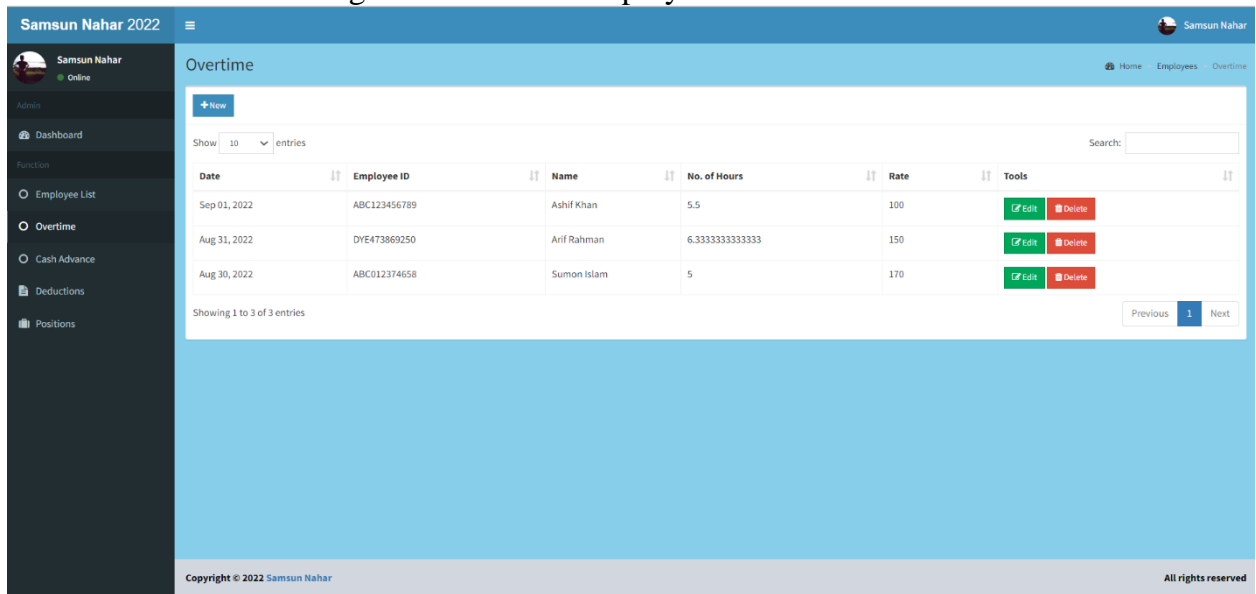 Samsun Nahar 2022
Samsun Nahar
Samsun Nahar
Online
Admin
Dashboard
Function
Employee List
Overtime
Cash Advance
Deductions
Positions
Overtime
Home Employees Overtime
New
Show 10 entries Search:
Date Employee ID Name No. of Hours Rate Tools
Sep 01, 2022 ABC123456789 Ashif Khan 5.5 100 Edit Delete
Aug 31, 2022 DYE473869250 Arif Rahman 6.3333333333333 150 Edit Delete
Aug 30, 2022 ABC012374658 Sumon Islam 5 170 Edit Delete
Showing 1 to 3 of 3 entries Previous 1 Next
Copyright © 2022 Samsun Nahar All rights reserved